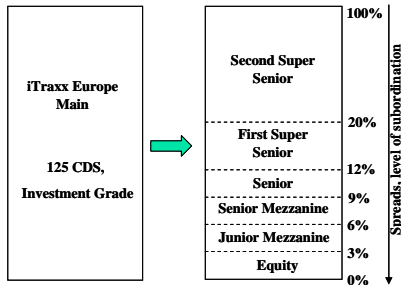 iTraxx Europe
Main
125 CDS,
Investment Grade
100%
Second Super
Senior
20%
First Super
Senior
12%
Senior
9%
Senior Mezzanine
6%
Junior Mezzanine
3%
Equity
0%
Spreads, level of subordination